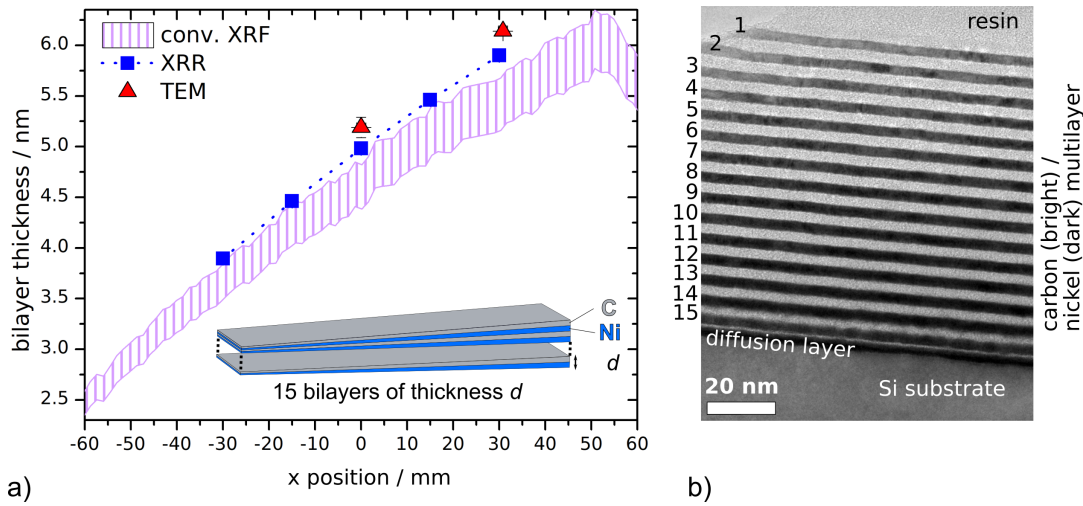 6.0
5.5
5.0
4.5
4.0
3.5
3.0
2.5
bilayer thickness / nm
conv. XRF
XRR
TEM
C
Ni
d
15 bilayers of thickness d
-60 -50 -40 -30 -20 -10 0 10 20 30 40 50 60
x position / mm
a)
resin
1
2
3
4
5
6
7
8
9
10
11
12
13
14
15
diffusion layer
Si substrate
20 nm
carbon (bright) /
nickel (dark) multilayer
b)